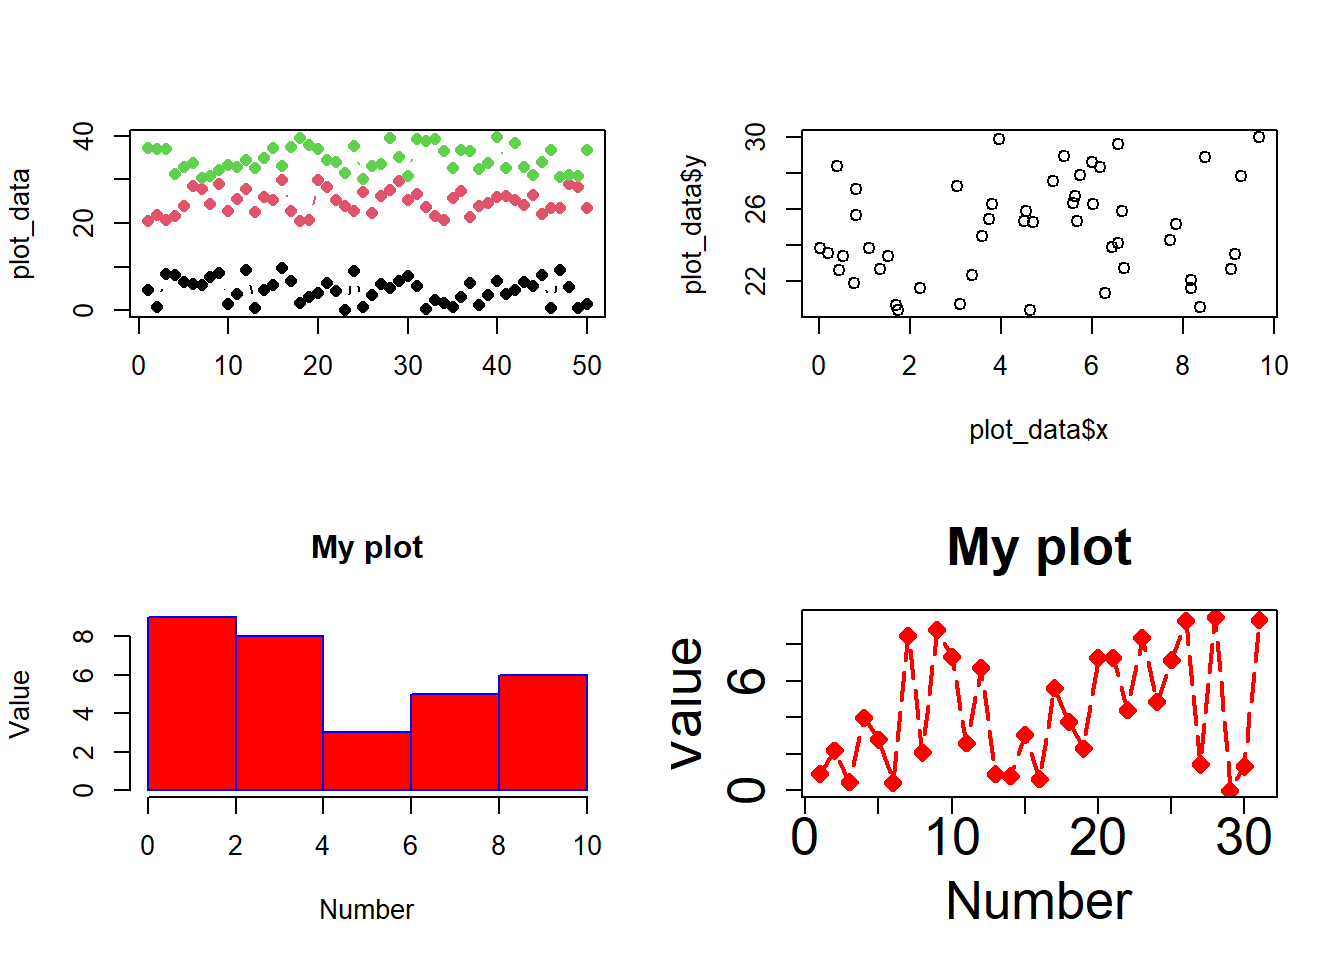 plot_data
40
20
0
0 10 20 30 40 50
plot_data$y
30
26
22
0 2 4 6 8 10
plot_data$x
My plot
Value
8
6
4
2
0
0 2 4 6 8 10
Number
My plot
value
6
0
0 10 20 30
Number